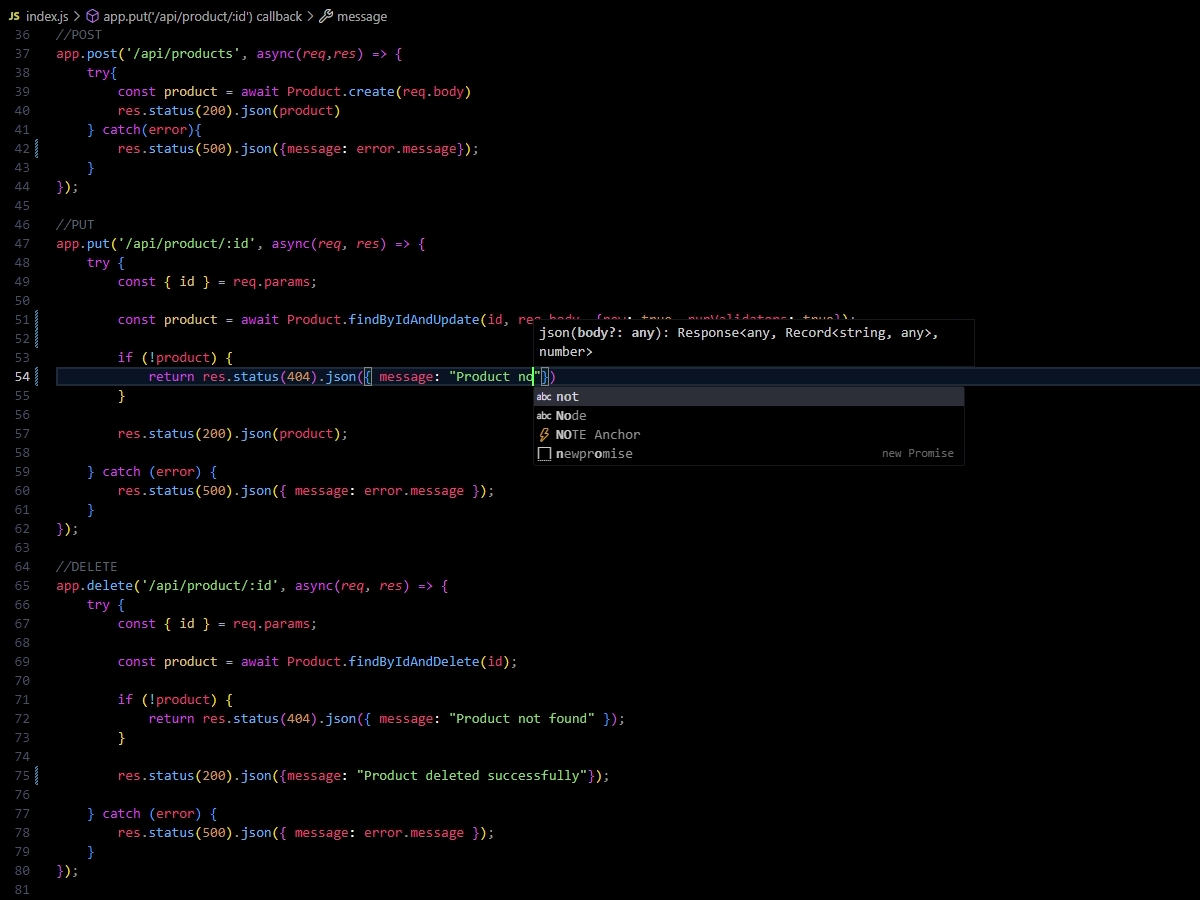 JS index.js > app.put('/api/product/:id') callback > message
36 //POST
37 app.post('/api/products', async(req,res) => {
38 try{
39 const product = await Product.create(req.body)
40 res.status(200).json(product)
41 } catch(error){
42 res.status(500).json({message: error.message});
43 }
44 });
45
46 //PUT
47 app.put('/api/product/:id', async(req, res) => {
48 try {
49 const { id } = req.params;
50
51 const product = await Product.findByIdAndUpdate(id, req.body, {new: true, runValidators: true});
json(body?: any): Response<any, Record<string, any>,
number>
52
53 if (!product) {
54 return res.status(404).json({ message: "Product no"})
not
Node
NOTE Anchor
newpromise new Promise
55 }
56
57 res.status(200).json(product);
58
59 } catch (error) {
60 res.status(500).json({ message: error.message });
61 }
62 });
63
64 //DELETE
65 app.delete('/api/product/:id', async(req, res) => {
66 try {
67 const { id } = req.params;
68
69 const product = await Product.findByIdAndDelete(id);
70
71 if (!product) {
72 return res.status(404).json({ message: "Product not found" });
73 }
74
75 res.status(200).json({message: "Product deleted successfully"});
76
77 } catch (error) {
78 res.status(500).json({ message: error.message });
79 }
80 });
81